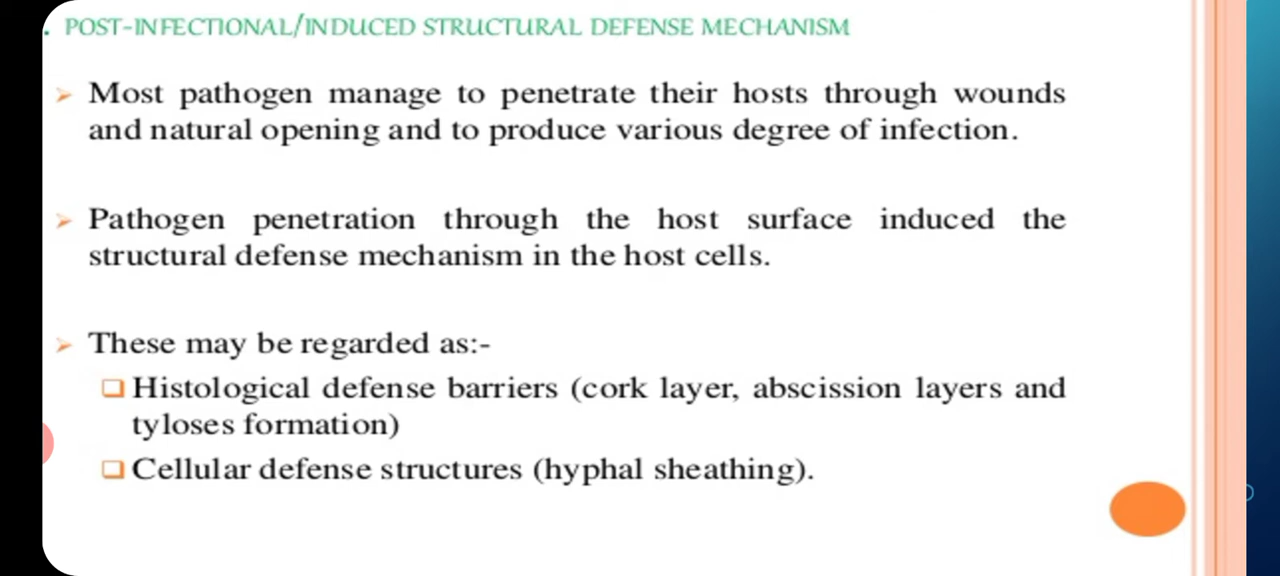 . POST-INFECTIONAL/INDUCED STRUCTURAL DEFENSE MECHANISM
➢ Most pathogen manage to penetrate their hosts through wounds
and natural opening and to produce various degree of infection.
➢ Pathogen penetration through the host surface induced the
structural defense mechanism in the host cells.
➢ These may be regarded as:-
❑ Histological defense barriers (cork layer, abscission layers and
tyloses formation)
❑ Cellular defense structures (hyphal sheathing).